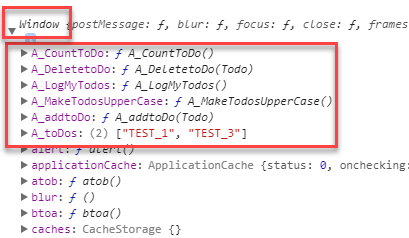 ▼Window {postMessage: ƒ, blur: ƒ, focus: ƒ, close: ƒ, frames
▶ A_CountToDo: ƒ A_CountToDo()
▶ A_DeletetoDo: ƒ A_DeletetoDo(Todo)
▶ A_LogMyTodos: ƒ A_LogMyTodos()
▶ A_MakeTodosUpperCase: ƒ A_MakeTodosUpperCase()
▶ A_addtoDo: ƒ A_addtoDo(Todo)
▶ A_toDos: (2) ["TEST_1", "TEST_3"]
▶ alert: ƒ alert()
▶ applicationCache: ApplicationCache {status: 0, onchecking:
▶ atob: ƒ atob()
▶ blur: ƒ ()
▶ btoa: ƒ btoa()
▶ caches: CacheStorage {}